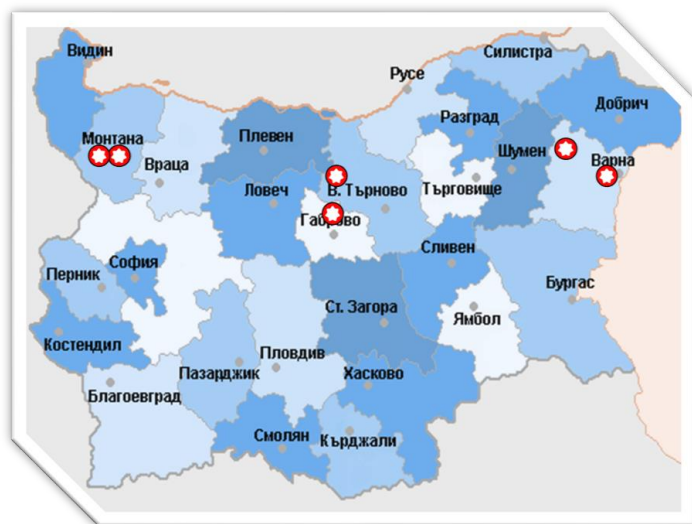 Видин
Силистра
Русе
Добрич
Разград
Плевен
Монтана
Шумен
Варна
Враца
Ловеч
В. Търново
Търговище
Габрово
Сливен
София
Перник
Бургас
Ст. Загора
Ямбол
Костендил
Пловдив
Пазарджик
Хасково
Благоевград
Смолян
Кърджали